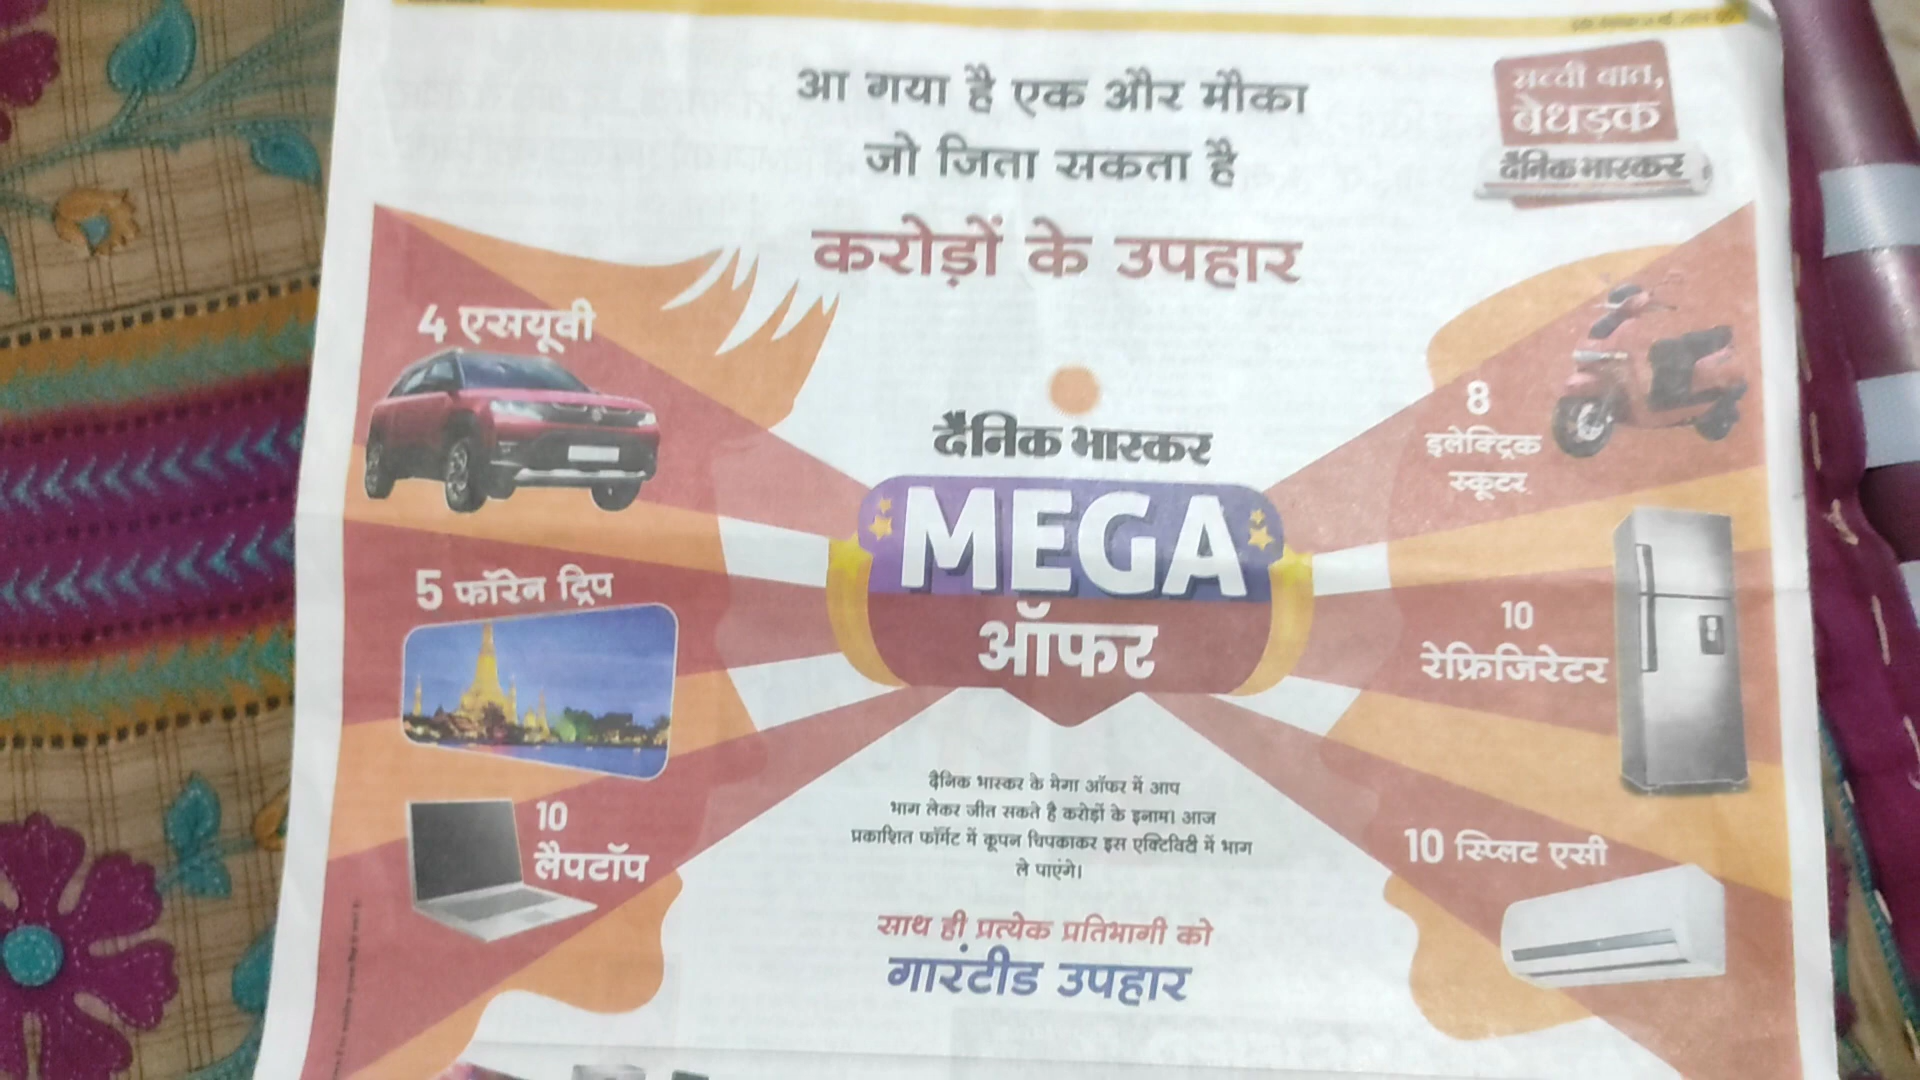 आ गया है एक और मौका
जो जिता सकता है
करोड़ों के उपहार
सच्ची बात,
बेधड़क
दैनिक भास्कर
4 एसयूवी
5 फॉरेन ट्रिप
10
लैपटॉप
दैनिक भास्कर
MEGA
ऑफर
8
इलेक्ट्रिक
स्कूटर
10
रेफ्रिजिरेटर
10 स्प्लिट एसी
दैनिक भास्कर के मेगा ऑफर में आप
भाग लेकर जीत सकते है करोड़ों के इनाम। आज
प्रकाशित फॉर्मेट में कूपन चिपकाकर इस एक्टिविटी में भाग
ले पाएंगे।
साथ ही प्रत्येक प्रतिभागी को
गारंटीड उपहार